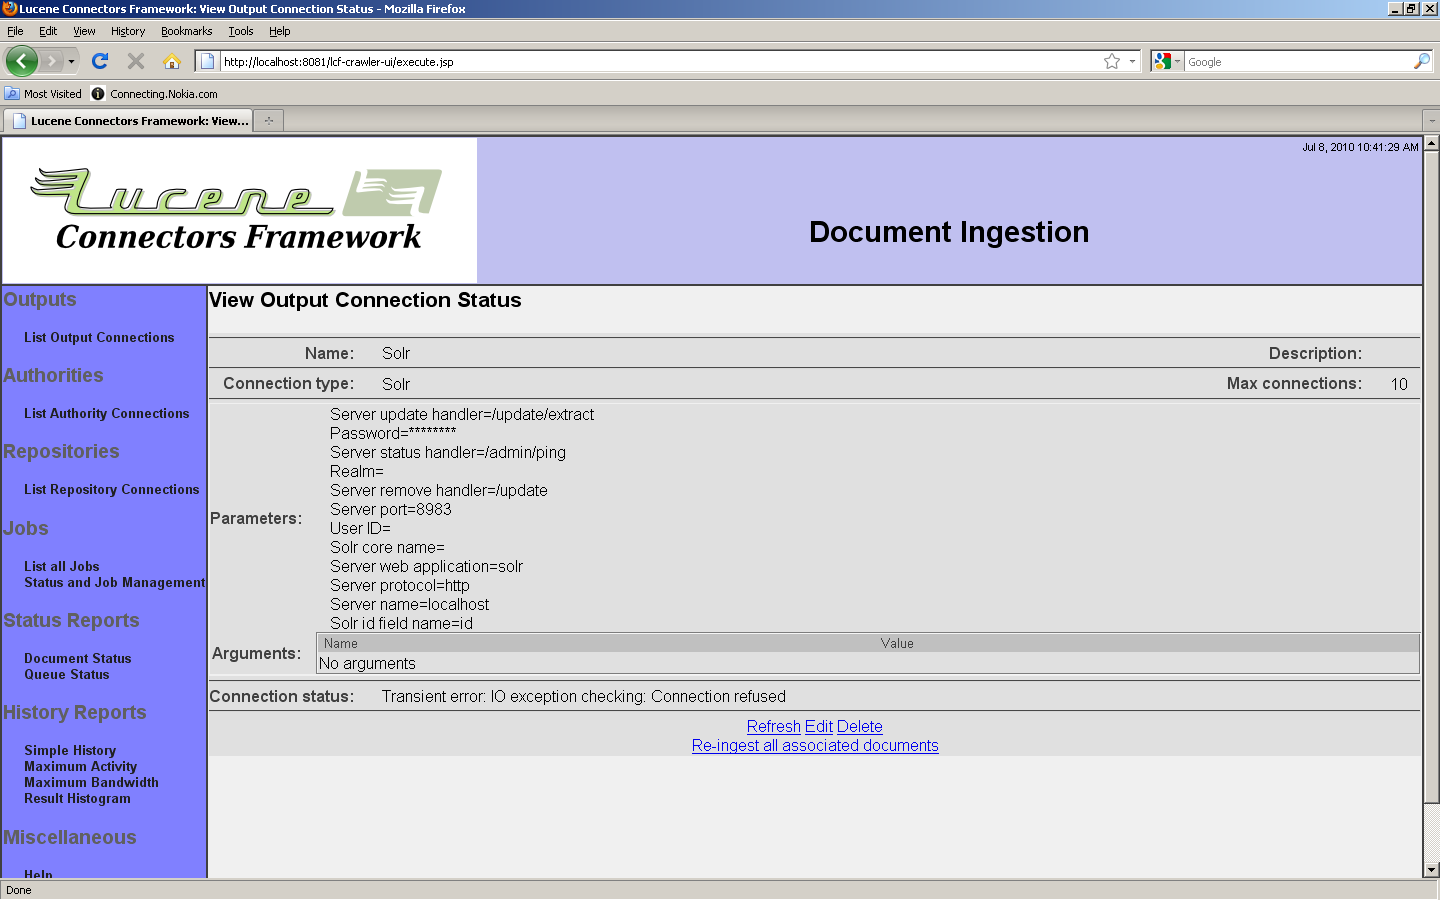 Lucene Connectors Framework: View Output Connection Status - Mozilla Firefox
File Edit View History Bookmarks Tools Help
http://localhost:8081/lcf-crawler-ui/execute.jsp
Google
Most Visited Connecting.Nokia.com
Lucene Connectors Framework: View...
Jul 8, 2010 10:41:29 AM
Lucene
Connectors Framework
Document Ingestion
Outputs
List Output Connections
Authorities
List Authority Connections
Repositories
List Repository Connections
Jobs
List all Jobs
Status and Job Management
Status Reports
Document Status
Queue Status
History Reports
Simple History
Maximum Activity
Maximum Bandwidth
Result Histogram
Miscellaneous
Help
View Output Connection Status
Name: Solr Description:
Connection type: Solr Max connections: 10
Parameters:
Server update handler=/update/extract
Password=********
Server status handler=/admin/ping
Realm=
Server remove handler=/update
Server port=8983
User ID=
Solr core name=
Server web application=solr
Server protocol=http
Server name=localhost
Solr id field name=id
Arguments:
Name Value
No arguments
Connection status: Transient error: IO exception checking: Connection refused
Refresh Edit Delete
Re-ingest all associated documents
Done